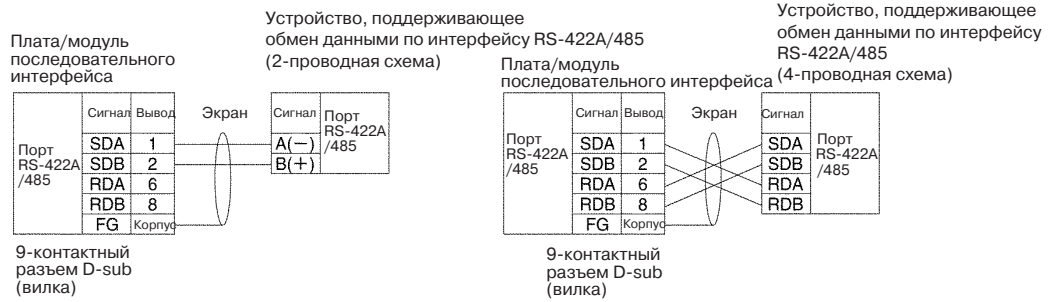 Устройство, поддерживающее
обмен данными по интерфейсу RS-422A/485
(2-проводная схема)
Плата/модуль
последовательного
интерфейса
Сигнал Вывод Экран Сигнал Порт
RS-422A
/485
Порт
RS-422A
/485
SDA 1 A(−)
SDB 2 B(+)
RDA 6
RDB 8
FG Корпус
9-контактный
разъем D-sub
(вилка)
Устройство, поддерживающее
обмен данными по интерфейсу
RS-422A/485
(4-проводная схема)
Плата/модуль
последовательного интерфейса
Сигнал Вывод Экран Сигнал
Порт
RS-422A
/485
SDA 1 SDA
SDB 2 SDB
RDA 6 RDA
RDB 8 RDB
FG Корпус
Порт
RS-422A
/485
9-контактный
разъем D-sub
(вилка)